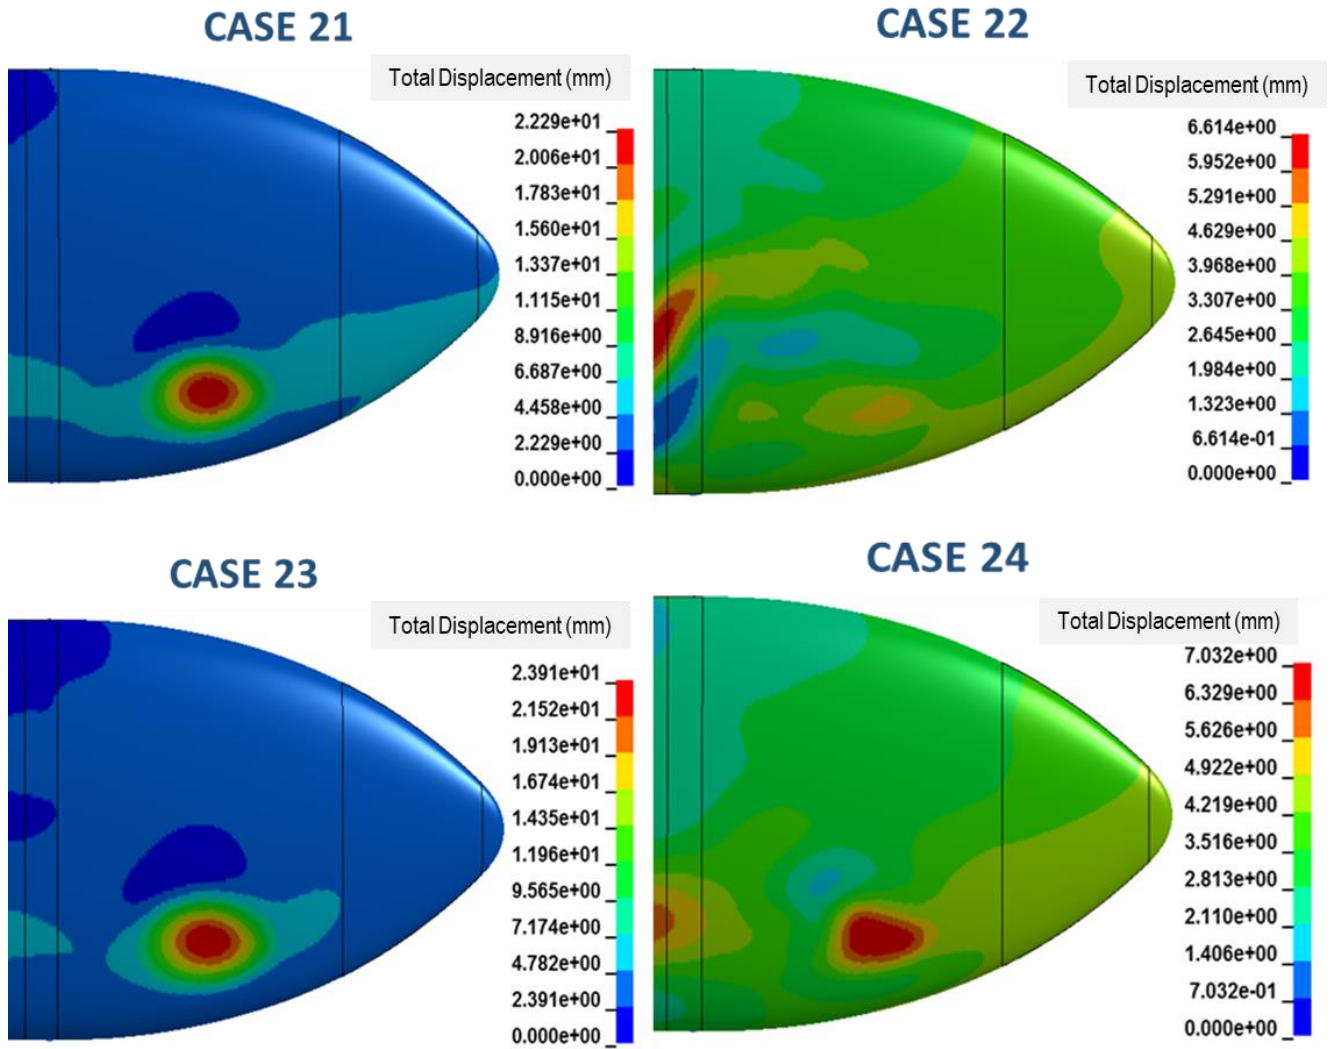 CASE 21
Total Displacement (mm)
2.229e+01
2.006e+01
1.783e+01
1.560e+01
1.337e+01
1.115e+01
8.916e+00
6.687e+00
4.458e+00
2.229e+00
0.000e+00
CASE 22
Total Displacement (mm)
6.614e+00
5.952e+00
5.291e+00
4.629e+00
3.968e+00
3.307e+00
2.645e+00
1.984e+00
1.323e+00
6.614e-01
0.000e+00
CASE 23
Total Displacement (mm)
2.391e+01
2.152e+01
1.913e+01
1.674e+01
1.435e+01
1.196e+01
9.565e+00
7.174e+00
4.782e+00
2.391e+00
0.000e+00
CASE 24
Total Displacement (mm)
7.032e+00
6.329e+00
5.626e+00
4.922e+00
4.219e+00
3.516e+00
2.813e+00
2.110e+00
1.406e+00
7.032e-01
0.000e+00